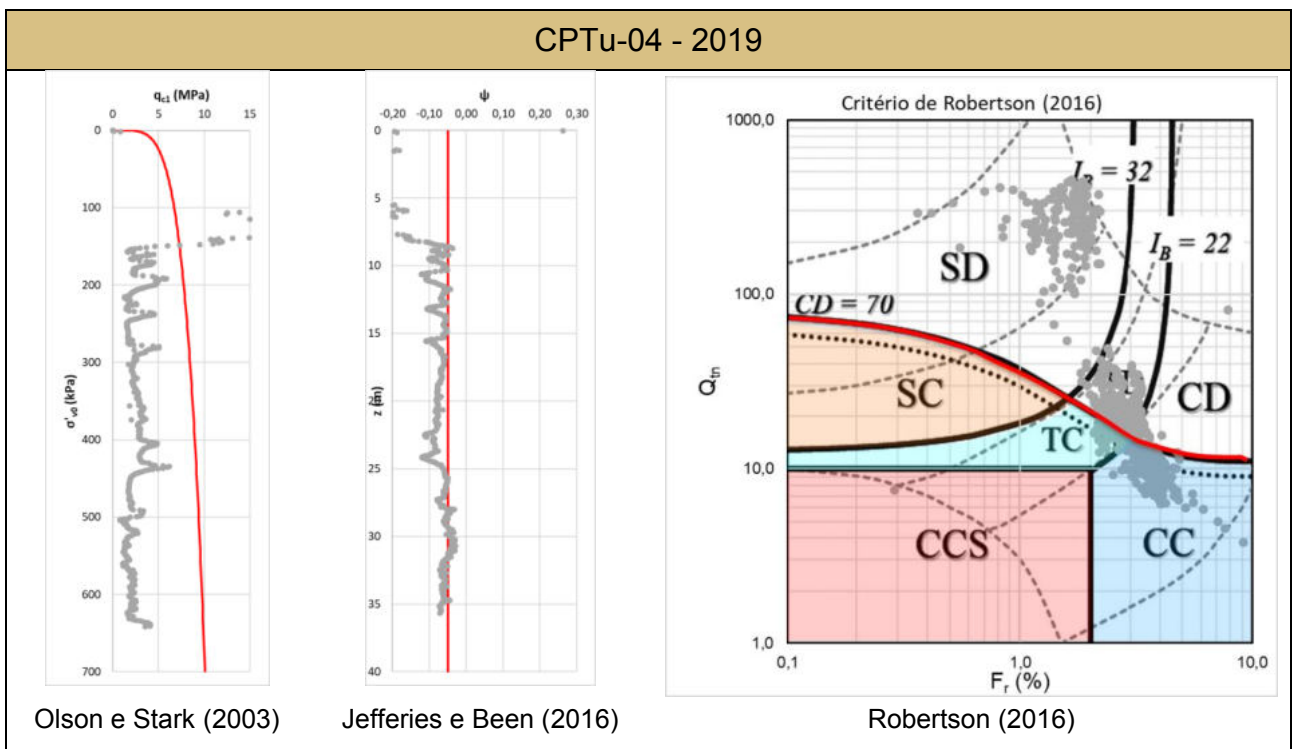 CPTu-04 - 2019
q_c1 (MPa)
0 5 10 15
0
100
200
300
400
500
600
700
σ'_v0 (kPa)
Olson e Stark (2003)
ψ
-0,20 -0,10 0,00 0,10 0,20 0,30
0
5
10
15
20
25
30
35
40
z (m)
Jefferies e Been (2016)
Critério de Robertson (2016)
1000,0
100,0
10,0
1,0
Q_tn
I_B = 32
I_B = 22
SD
CD = 70
SC
TC
CD
CCS
CC
0,1 1,0 10,0
F_r (%)
Robertson (2016)